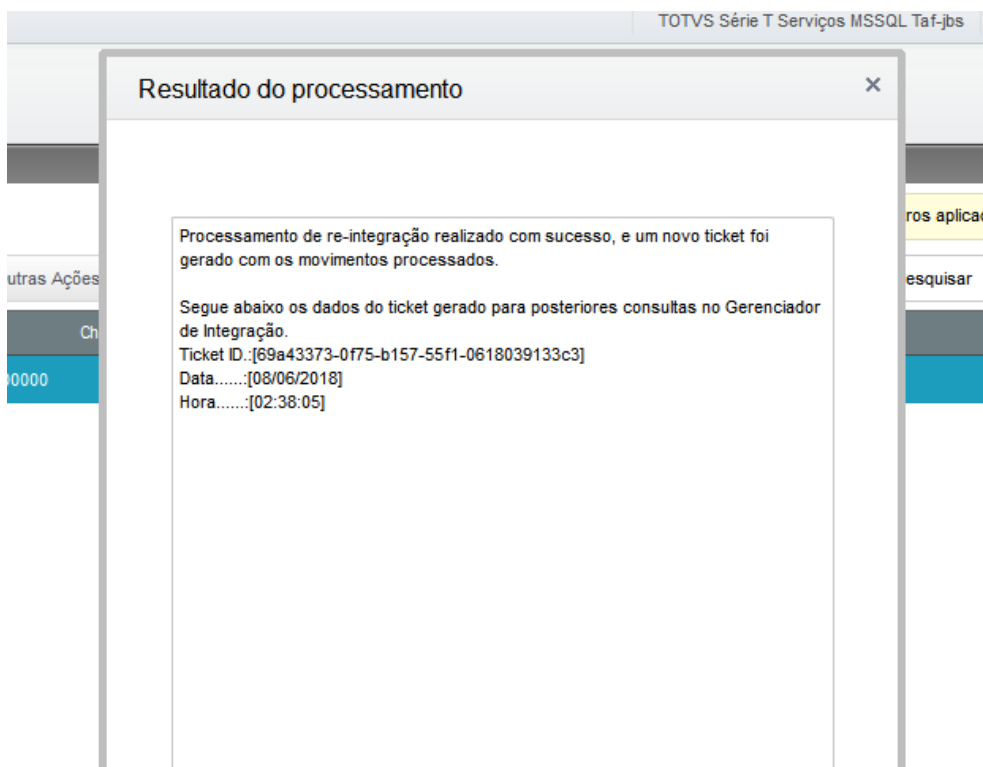 TOTVS Série T Serviços MSSQL Taf-jbs
Resultado do processamento
×
ros aplica
Processamento de re-integração realizado com sucesso, e um novo ticket foi
gerado com os movimentos processados.
utras Ações
esquisar
Segue abaixo os dados do ticket gerado para posteriores consultas no Gerenciador
de Integração.
Ch
Ticket ID.:[69a43373-0f75-b157-55f1-0618039133c3]
Data......:[08/06/2018]
00000
Hora......:[02:38:05]